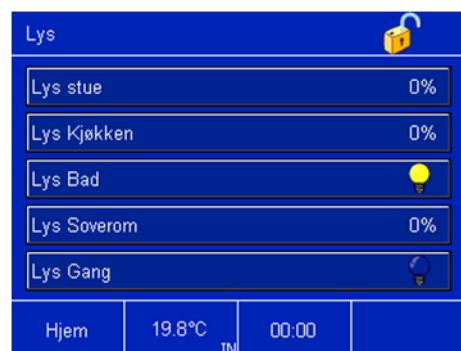 Lys
Lys stue 0%
Lys Kjøkken 0%
Lys Bad
Lys Soverom 0%
Lys Gang
Hjem 19.8°C IN 00:00